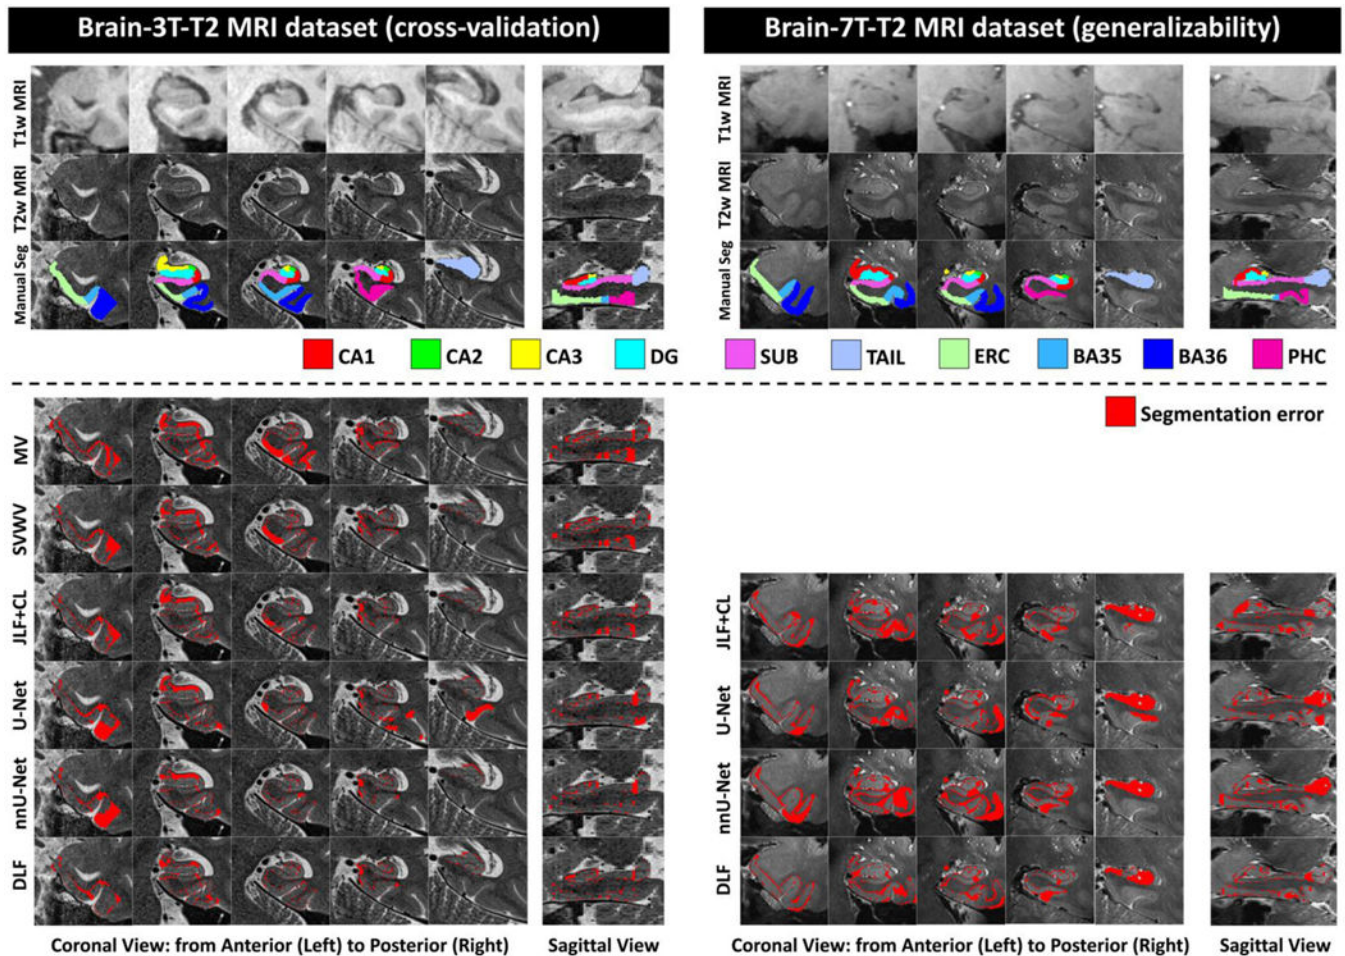 Brain-3T-T2 MRI dataset (cross-validation)
Brain-7T-T2 MRI dataset (generalizability)
T1w MRI
T2w MRI
Manual Seg
T1w MRI
T2w MRI
Manual Seg
CA1 CA2 CA3 DG SUB TAIL ERC BA35 BA36 PHC
Segmentation error
MV
SVWV
JLF+CL
U-Net
nnU-Net
DLF
JLF+CL
U-Net
nnU-Net
DLF
Coronal View: from Anterior (Left) to Posterior (Right)
Sagittal View
Coronal View: from Anterior (Left) to Posterior (Right)
Sagittal View